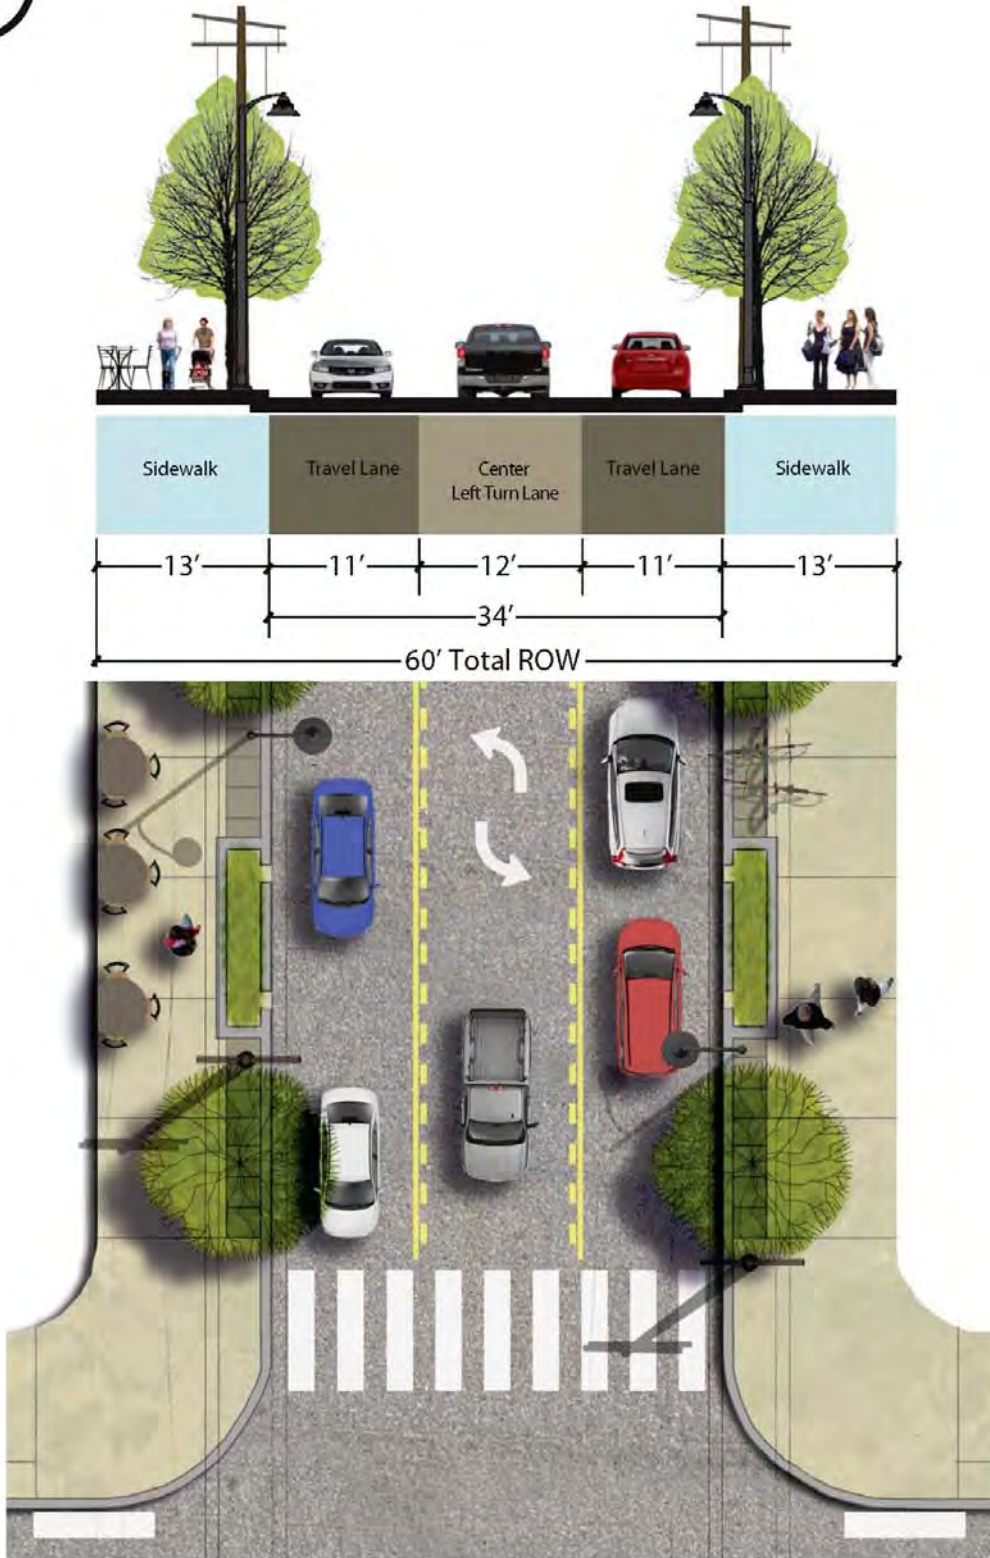 Sidewalk
Travel Lane
Center
Left Turn Lane
Travel Lane
Sidewalk
13'
11'
12'
11'
13'
34'
60' Total ROW